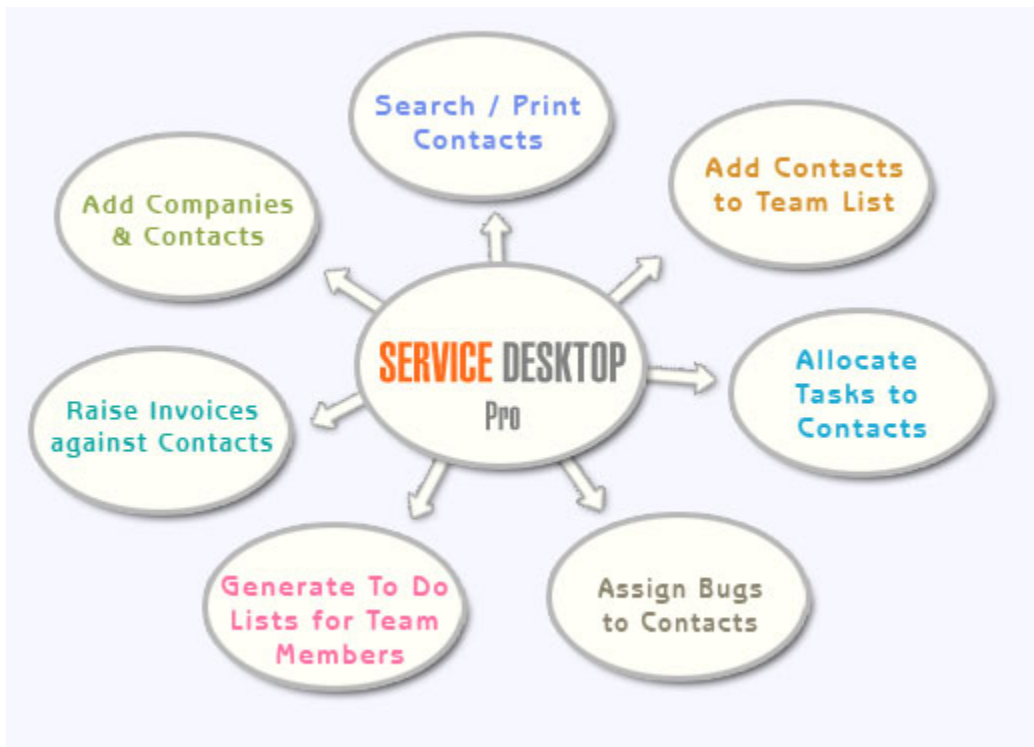 Search / Print
Contacts
Add Contacts
to Team List
Add Companies
& Contacts
SERVICE DESKTOP
Pro
Allocate
Tasks to
Contacts
Raise Invoices
against Contacts
Generate To Do
Lists for Team
Members
Assign Bugs
to Contacts